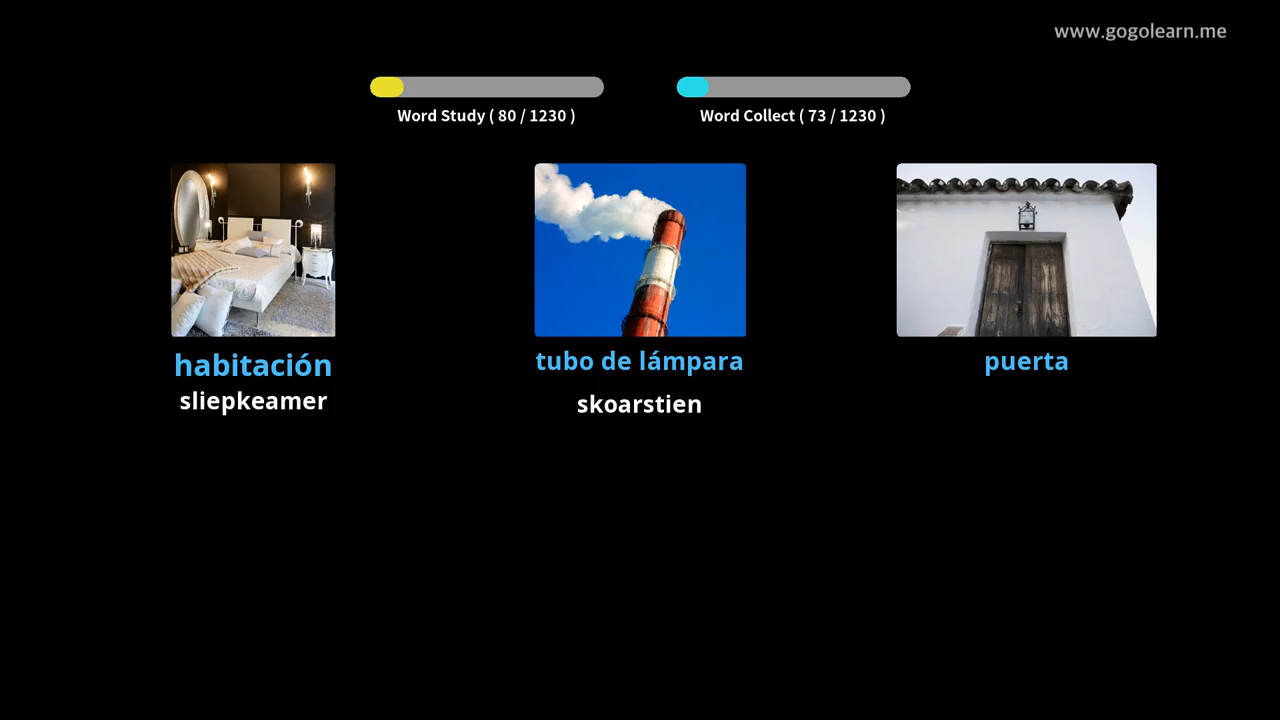 www.gogolearn.me
Word Study ( 80 / 1230 )
Word Collect ( 73 / 1230 )
habitación
tubo de lámpara
puerta
sliepkeamer
skoarstien